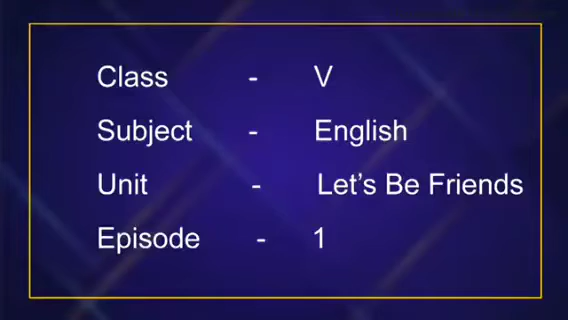 Class - V
Subject - English
Unit - Let's Be Friends
Episode - 1